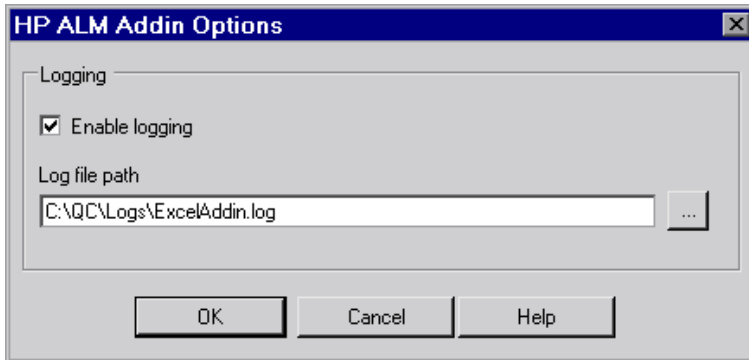 HP ALM Addin Options
Logging
Enable logging
Log file path
C:\QC\Logs\ExcelAddin.log
...
OK Cancel Help